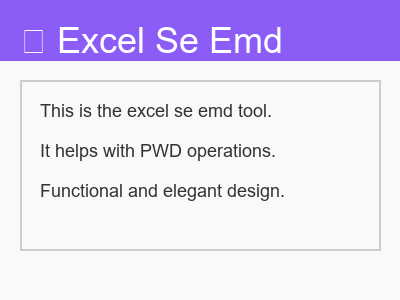 Excel Se Emd
This is the excel se emd tool.
It helps with PWD operations.
Functional and elegant design.